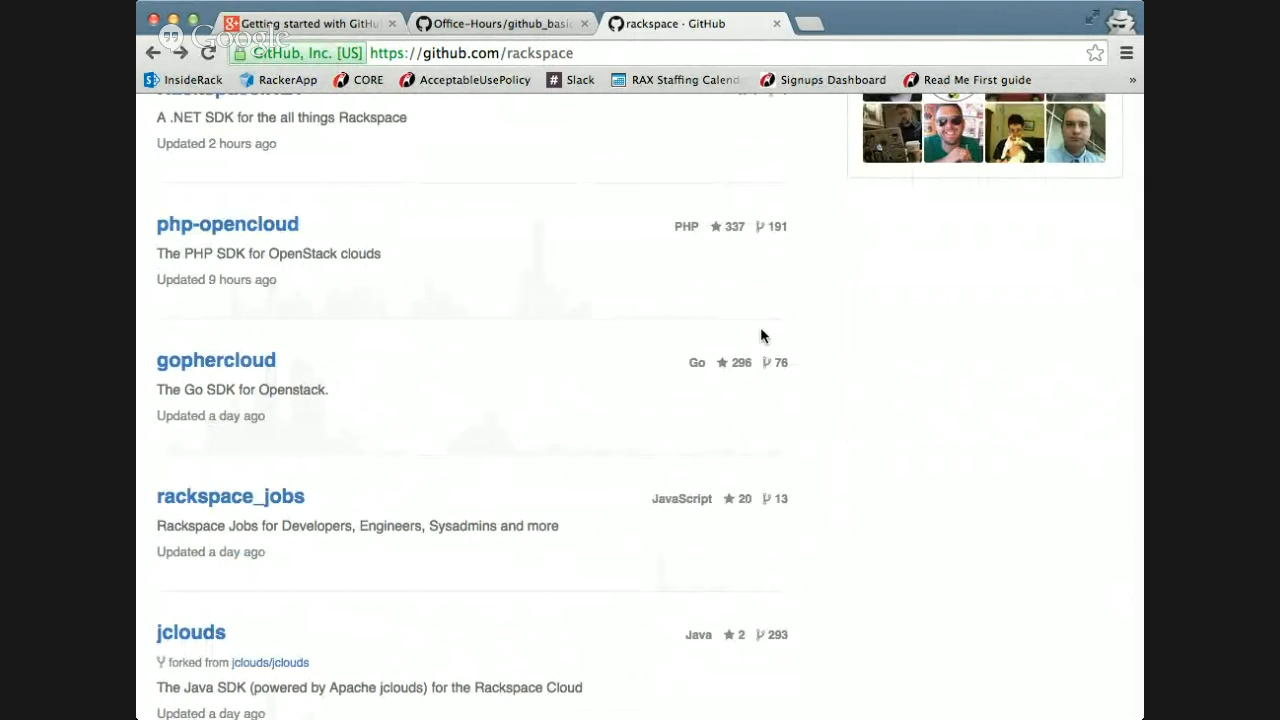 Getting started with GitHu
Office-Hours/github_basic
rackspace · GitHub
Google
GitHub, Inc. [US]
https://github.com/rackspace
InsideRack
RackerApp
CORE
AcceptableUsePolicy
# Slack
RAX Staffing Calend
Signups Dashboard
Read Me First guide
»
A .NET SDK for the all things Rackspace
Updated 2 hours ago
php-opencloud
PHP 337 191
The PHP SDK for OpenStack clouds
Updated 9 hours ago
gophercloud
Go 296 76
The Go SDK for Openstack.
Updated a day ago
rackspace_jobs
JavaScript 20 13
Rackspace Jobs for Developers, Engineers, Sysadmins and more
Updated a day ago
jclouds
Java 2 293
forked from jclouds/jclouds
The Java SDK (powered by Apache jclouds) for the Rackspace Cloud
Updated a day ago